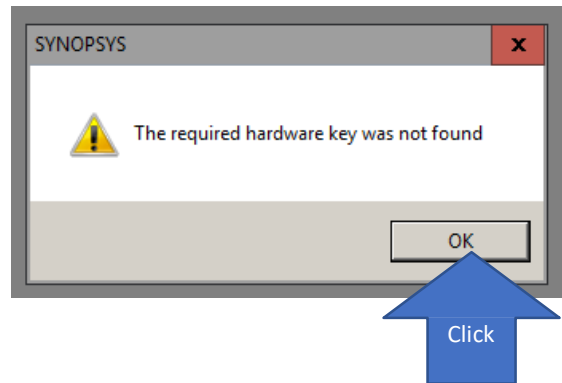 SYNOPSYS
x
The required hardware key was not found
OK
Click